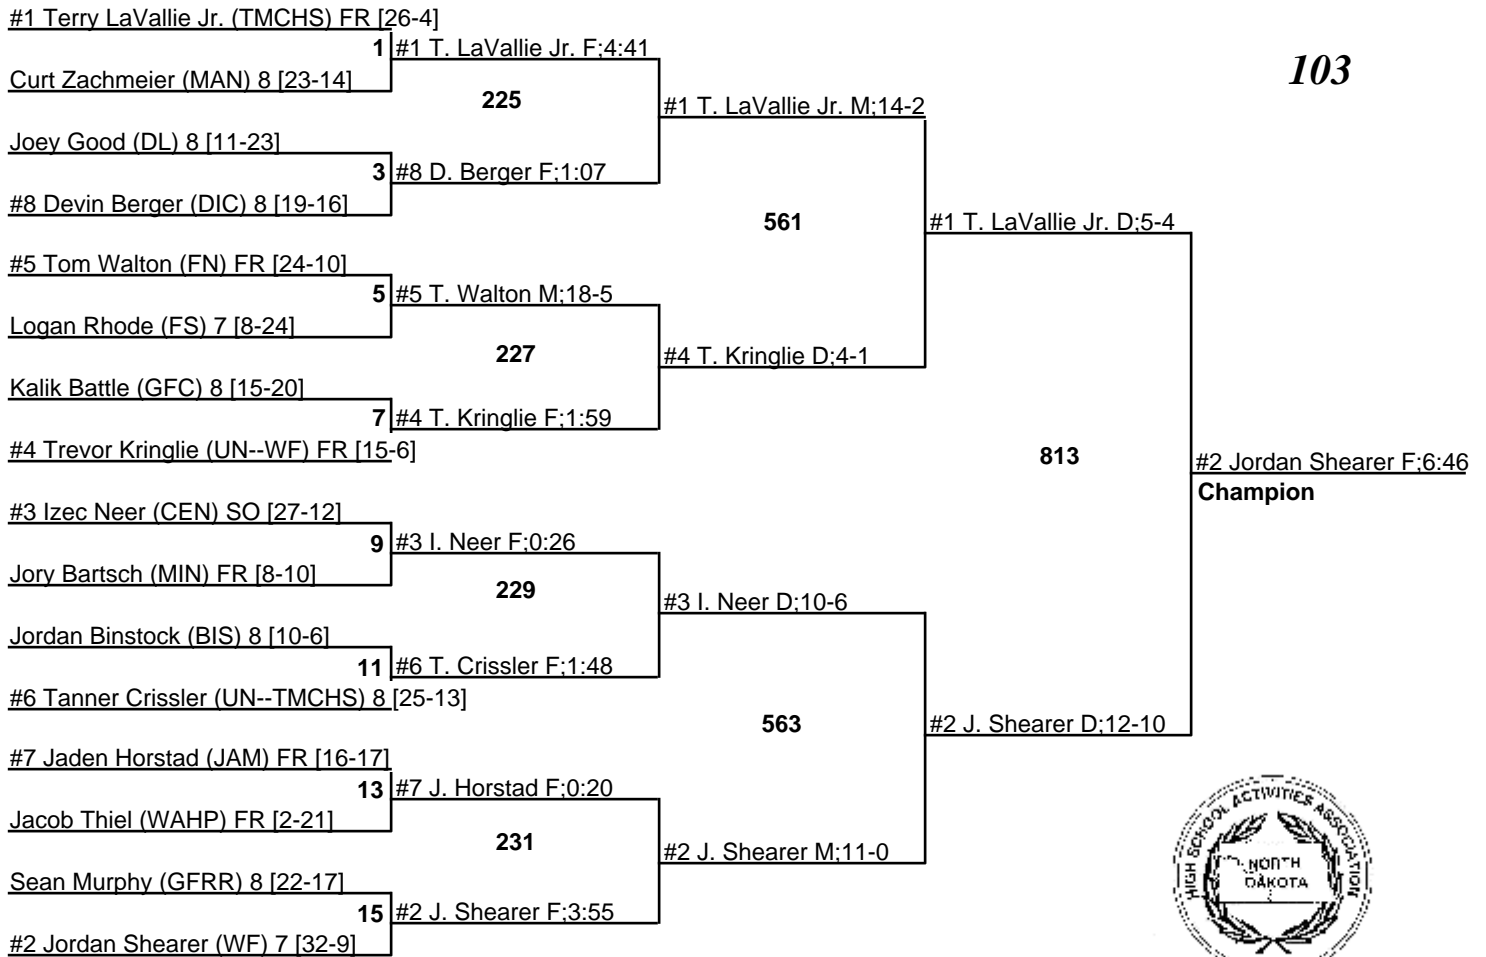 #1 Terry LaVallie Jr. (TMCHS) FR [26-4]
1 #1 T. LaVallie Jr. F;4:41
103
Curt Zachmeier (MAN) 8 [23-14]
225
#1 T. LaVallie Jr. M;14-2
Joey Good (DL) 8 [11-23]
3 #8 D. Berger F;1:07
#8 Devin Berger (DIC) 8 [19-16]
561
#1 T. LaVallie Jr. D;5-4
#5 Tom Walton (FN) FR [24-10]
5 #5 T. Walton M;18-5
Logan Rhode (FS) 7 [8-24]
227
#4 T. Kringlie D;4-1
Kalik Battle (GFC) 8 [15-20]
7 #4 T. Kringlie F;1:59
#4 Trevor Kringlie (UN--WF) FR [15-6]
813
#2 Jordan Shearer F;6:46
Champion
#3 Izec Neer (CEN) SO [27-12]
9 #3 I. Neer F;0:26
Jory Bartsch (MIN) FR [8-10]
229
#3 I. Neer D;10-6
Jordan Binstock (BIS) 8 [10-6]
11 #6 T. Crissler F;1:48
#6 Tanner Crissler (UN--TMCHS) 8 [25-13]
563
#2 J. Shearer D;12-10
#7 Jaden Horstad (JAM) FR [16-17]
13 #7 J. Horstad F;0:20
Jacob Thiel (WAHP) FR [2-21]
231
#2 J. Shearer M;11-0
Sean Murphy (GFRR) 8 [22-17]
15 #2 J. Shearer F;3:55
#2 Jordan Shearer (WF) 7 [32-9]
HIGH SCHOOL ACTIVITIES ASSOCIATION
NORTH
DAKOTA